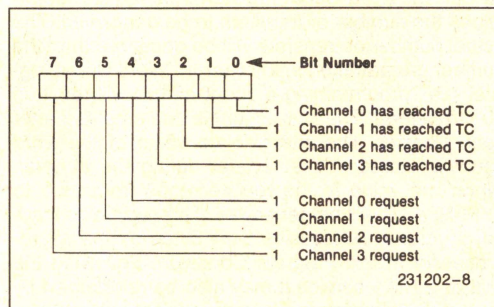 7 6 5 4 3 2 1 0 Bit Number
1 Channel 0 has reached TC
1 Channel 1 has reached TC
1 Channel 2 has reached TC
1 Channel 3 has reached TC
1 Channel 0 request
1 Channel 1 request
1 Channel 2 request
1 Channel 3 request
231202-8